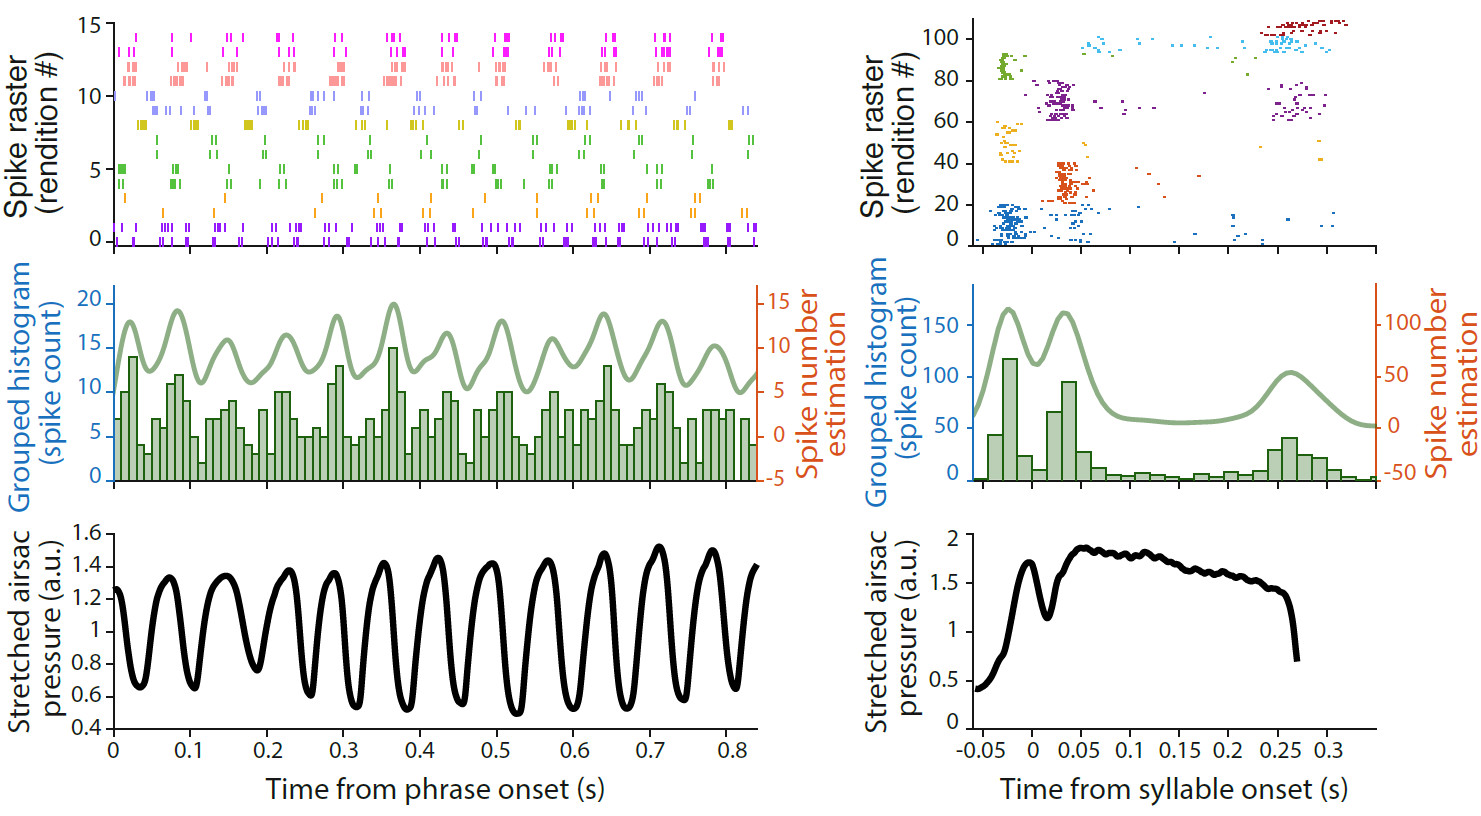 Spike raster
(rendition #)
15
10
5
0
Grouped histogram
(spike count)
20
15
10
5
0
15
10
5
0
-5
Spike number
estimation
Stretched airsac
pressure (a.u.)
1.6
1.4
1.2
1
0.8
0.6
0.4
0 0.1 0.2 0.3 0.4 0.5 0.6 0.7 0.8
Time from phrase onset (s)
Spike raster
(rendition #)
100
80
60
40
20
0
Grouped histogram
(spike count)
150
100
50
0
100
50
0
-50
Spike number
estimation
Stretched airsac
pressure (a.u.)
2
1.5
1
0.5
0
-0.05 0 0.05 0.1 0.15 0.2 0.25 0.3
Time from syllable onset (s)